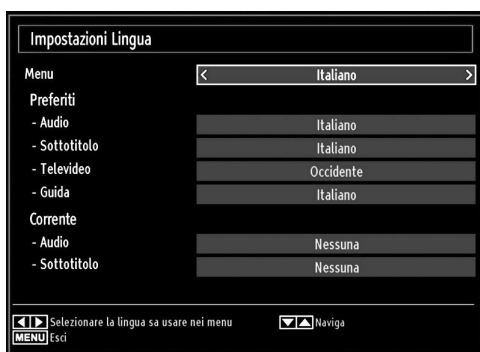 Impostazioni Lingua
Menu < Italiano >
Preferiti
- Audio Italiano
- Sottotitolo Italiano
- Televideo Occidente
- Guida Italiano
Corrente
- Audio Nessuna
- Sottotitolo Nessuna
Selezionare la lingua sa usare nei menu Naviga
MENU Esci